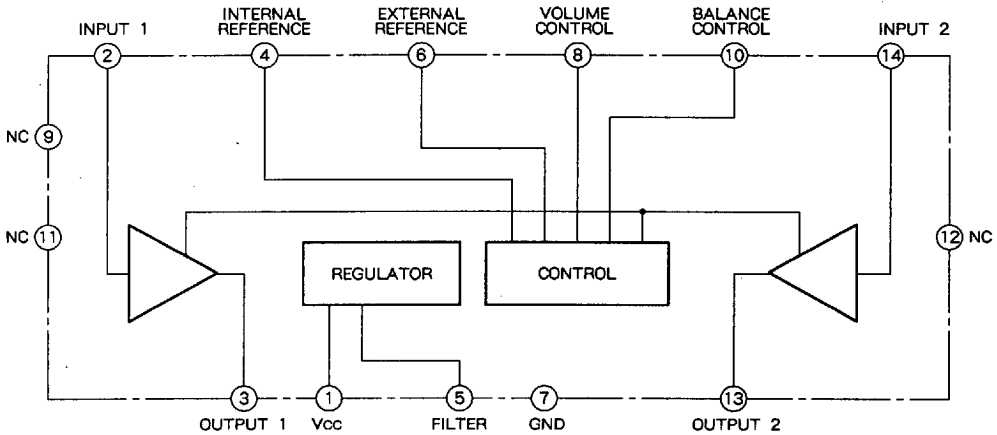 INPUT 1
INTERNAL
REFERENCE
EXTERNAL
REFERENCE
VOLUME
CONTROL
BALANCE
CONTROL
INPUT 2
2
4
6
8
10
14
NC 9
NC 11
12 NC
REGULATOR
CONTROL
3
1
5
7
13
OUTPUT 1
Vcc
FILTER
GND
OUTPUT 2